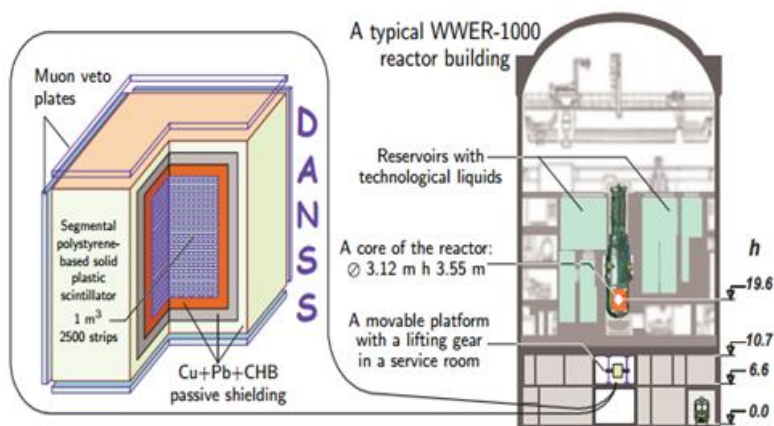 A typical WWER-1000
reactor building
Muon veto
plates
DANSS
Segmental
polystyrene-
based solid
plastic
scintillator
1 m³
2500 strips
Cu+Pb+CHB
passive shielding
Reservoirs with
technological liquids
A core of the reactor:
∅ 3.12 m h 3.55 m
A movable platform
with a lifting gear
in a service room
h
19.6
10.7
6.6
0.0